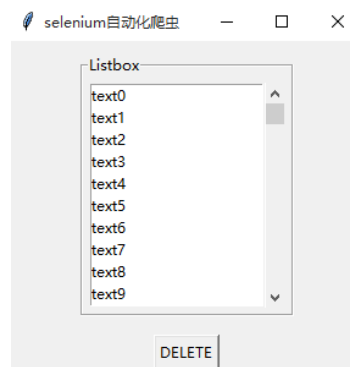 selenium自动化爬虫
Listbox
text0
text1
text2
text3
text4
text5
text6
text7
text8
text9
DELETE